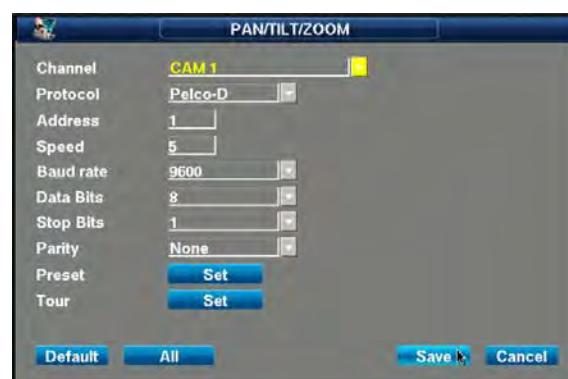 PAN/TILT/ZOOM
Channel CAM 1
Protocol Pelco-D
Address 1
Speed 5
Baud rate 9600
Data Bits 8
Stop Bits 1
Parity None
Preset Set
Tour Set
Default All Save Cancel